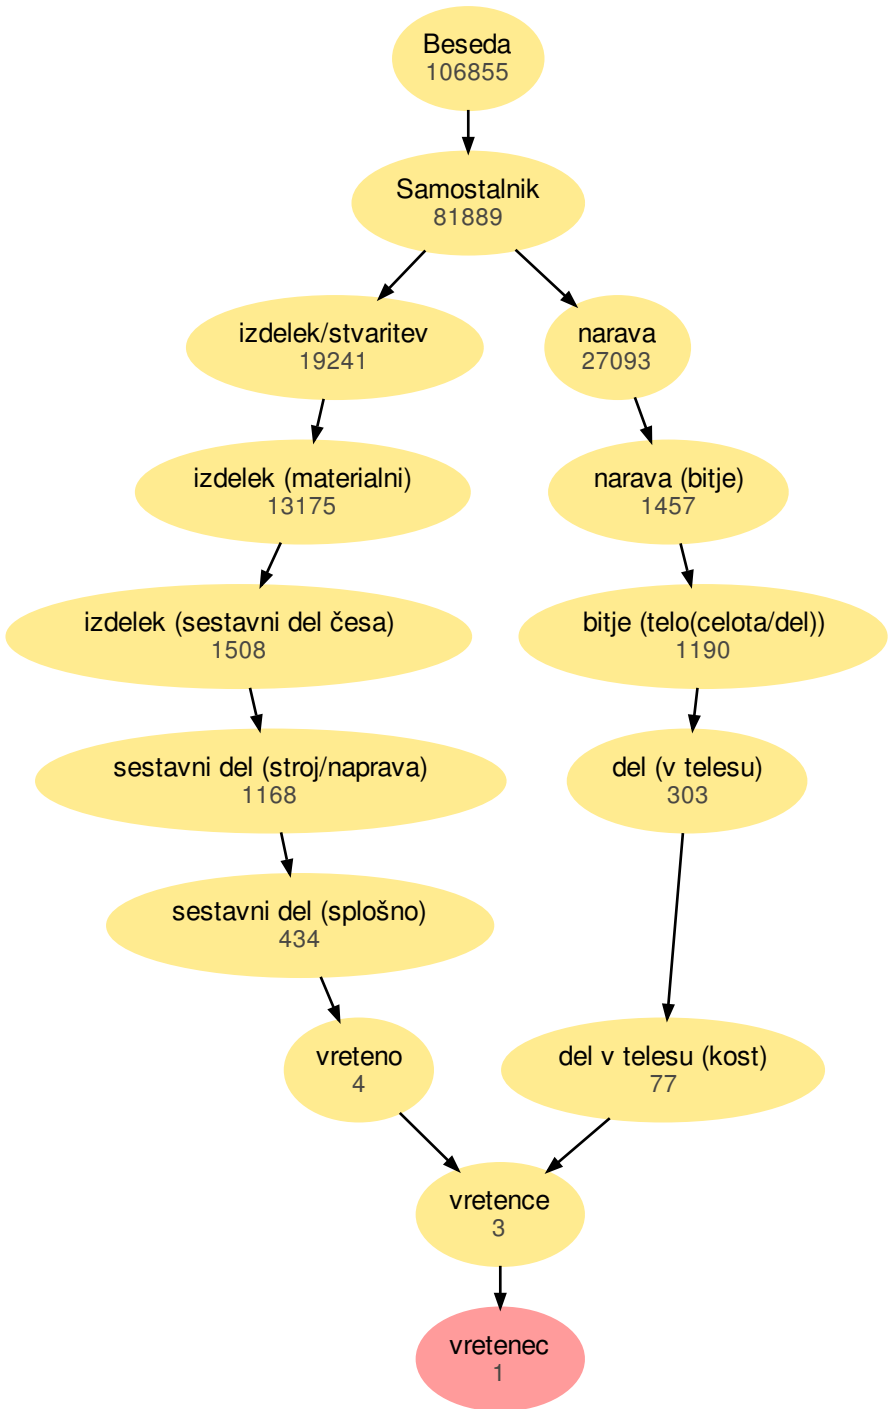 Beseda
106855
Samostalnik
81889
izdelek/stvaritev
19241
narava
27093
izdelek (materialni)
13175
narava (bitje)
1457
izdelek (sestavni del česa)
1508
bitje (telo(celota/del))
1190
sestavni del (stroj/naprava)
1168
del (v telesu)
303
sestavni del (splošno)
434
vreteno
4
del v telesu (kost)
77
vretence
3
vretenec
1